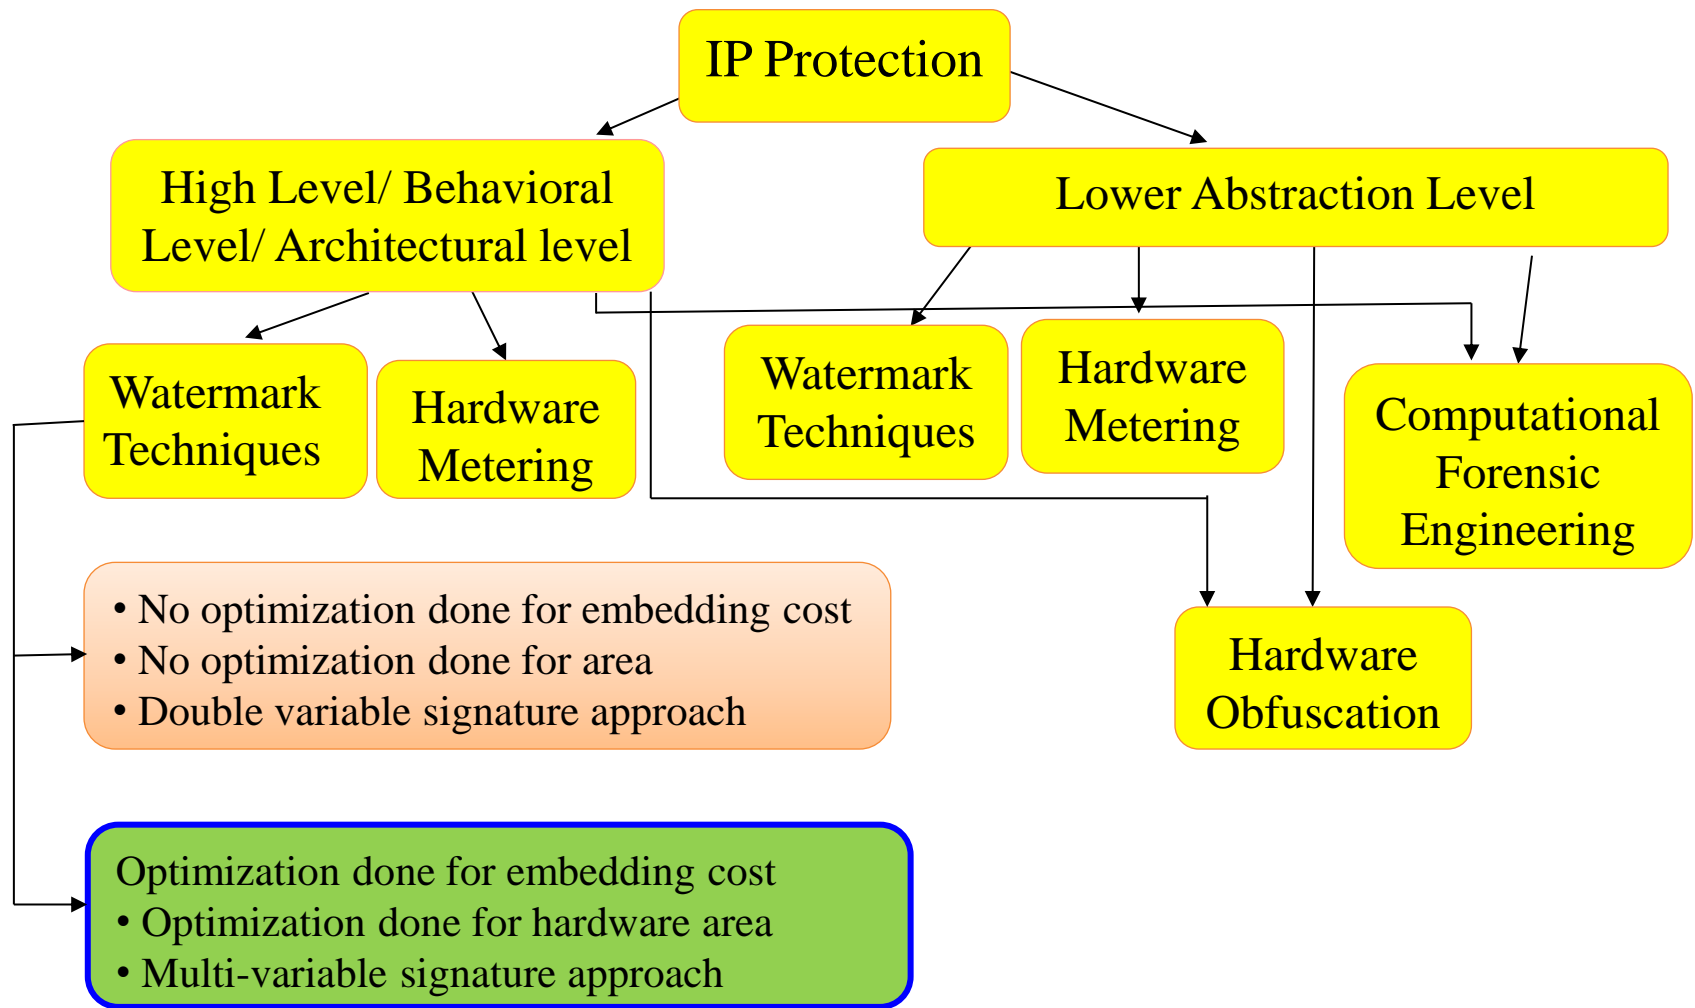 IP Protection
High Level/ Behavioral
Level/ Architectural level
Lower Abstraction Level
Watermark
Techniques
Hardware
Metering
Watermark
Techniques
Hardware
Metering
Computational
Forensic
Engineering
• No optimization done for embedding cost
• No optimization done for area
• Double variable signature approach
Hardware
Obfuscation
Optimization done for embedding cost
• Optimization done for hardware area
• Multi-variable signature approach